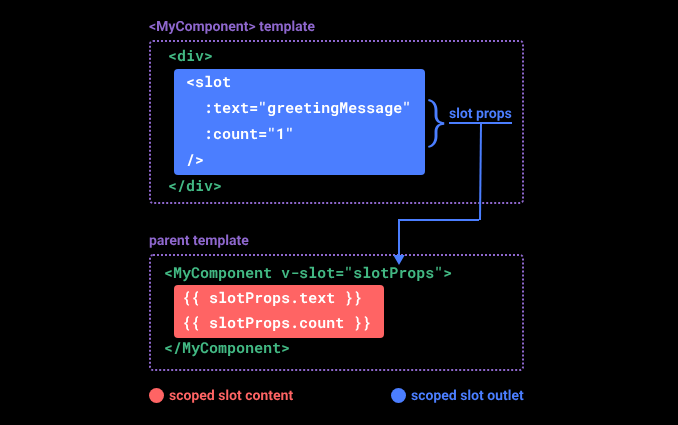 <MyComponent> template
<div>
<slot
:text="greetingMessage"
:count="1"
/>
slot props
</div>
parent template
<MyComponent v-slot="slotProps">
{{ slotProps.text }}
{{ slotProps.count }}
</MyComponent>
scoped slot content
scoped slot outlet